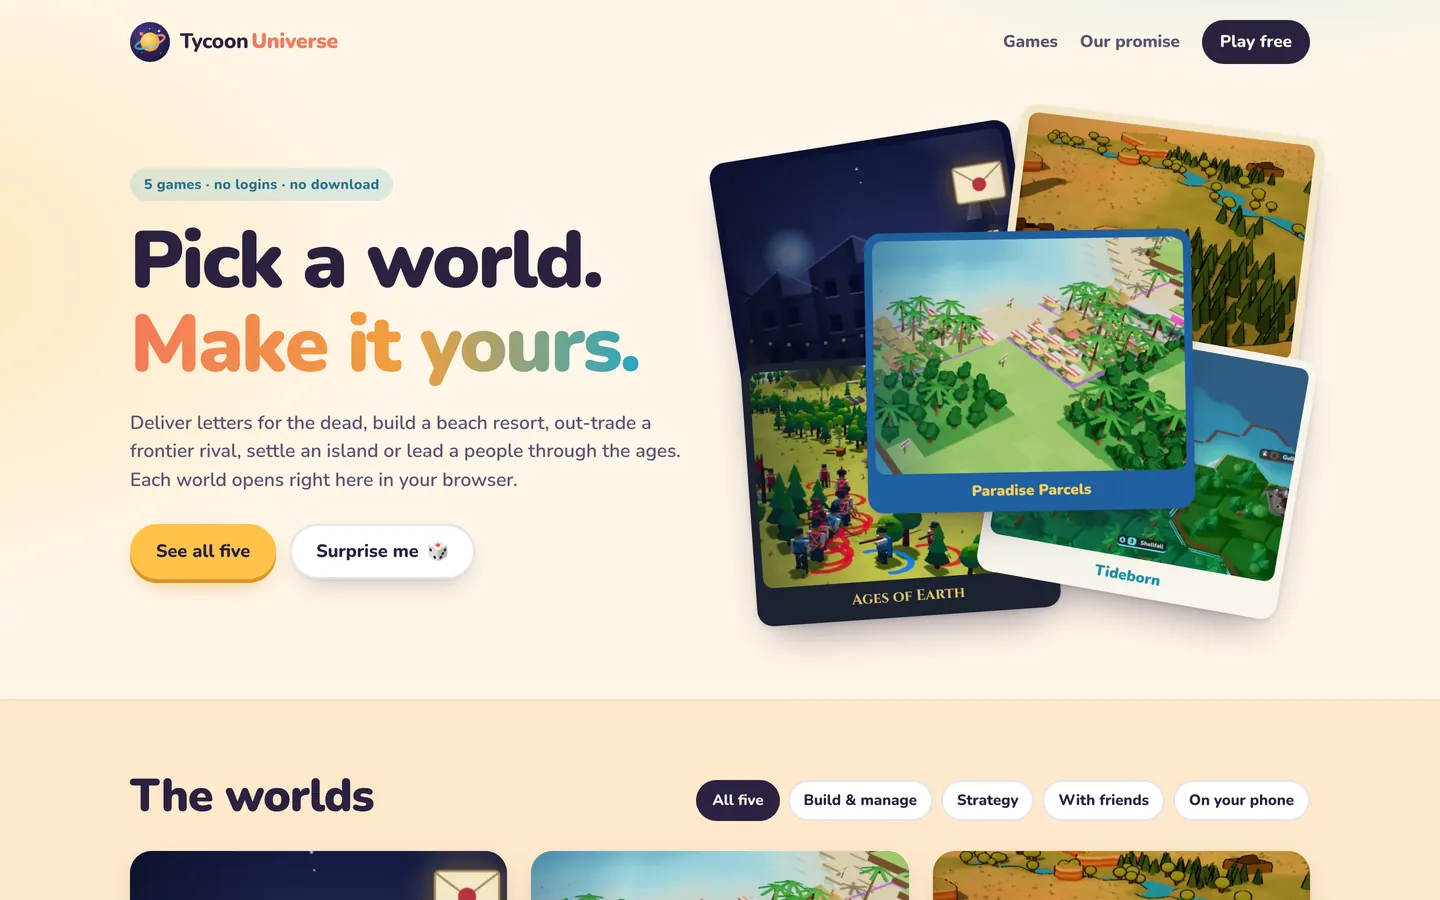 Tycoon Universe
Games
Our promise
Play free
5 games · no logins · no download
Pick a world.
Make it yours.
Deliver letters for the dead, build a beach resort, out-trade a
frontier rival, settle an island or lead a people through the ages.
Each world opens right here in your browser.
See all five
Surprise me
Paradise Parcels
Shellfall
Tideborn
Ages of Earth
The worlds
All five
Build & manage
Strategy
With friends
On your phone